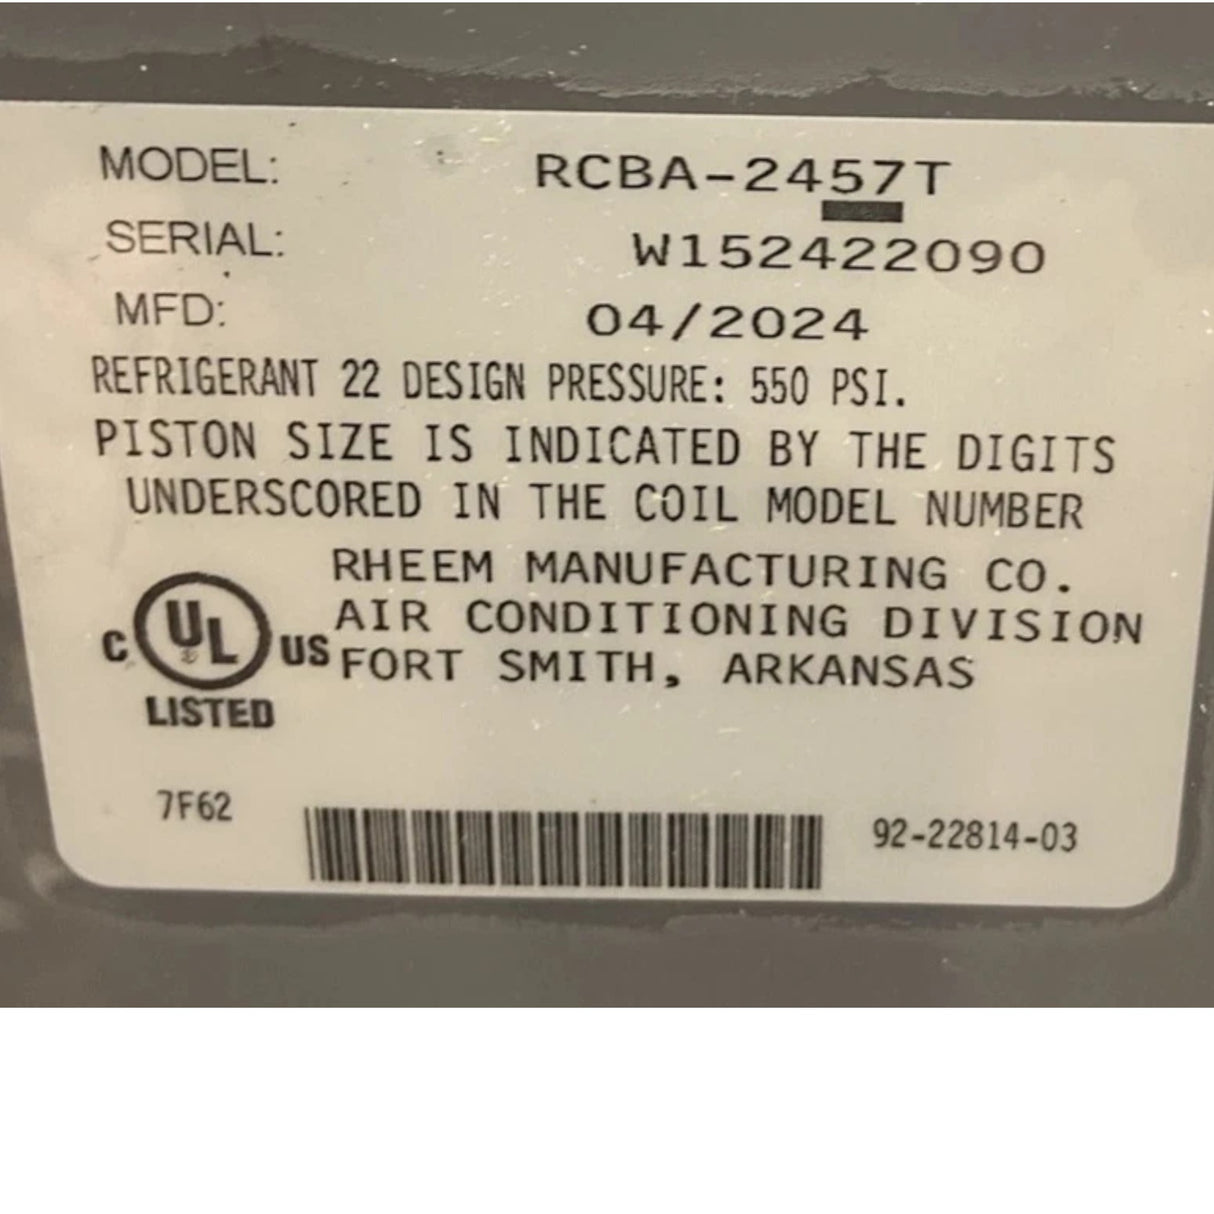 MODEL: RCBA-2457T
SERIAL: W152422090
MFD: 04/2024
REFRIGERANT 22 DESIGN PRESSURE: 550 PSI.
PISTON SIZE IS INDICATED BY THE DIGITS
UNDERSCORED IN THE COIL MODEL NUMBER
RHEEM MANUFACTURING CO.
AIR CONDITIONING DIVISION
FORT SMITH, ARKANSAS
C UL US
LISTED
7F62
92-22814-03